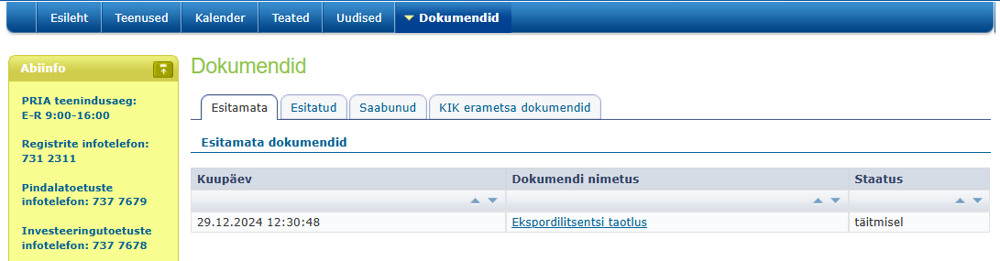 Esileht Teenused Kalender Teated Uudised Dokumendid
Abiinfo
PRIA teenindusaeg:
E-R 9:00-16:00
Registrite infotelefon:
731 2311
Pindalatoetuste
infotelefon: 737 7679
Investeeringutoetuste
infotelefon: 737 7678
Dokumendid
Esitamata Esitatud Saabunud KIK erametsa dokumendid
Esitamata dokumendid
Kuupäev Dokumendi nimetus Staatus
29.12.2024 12:30:48 Ekspordilitsentsi taotlus täitmisel